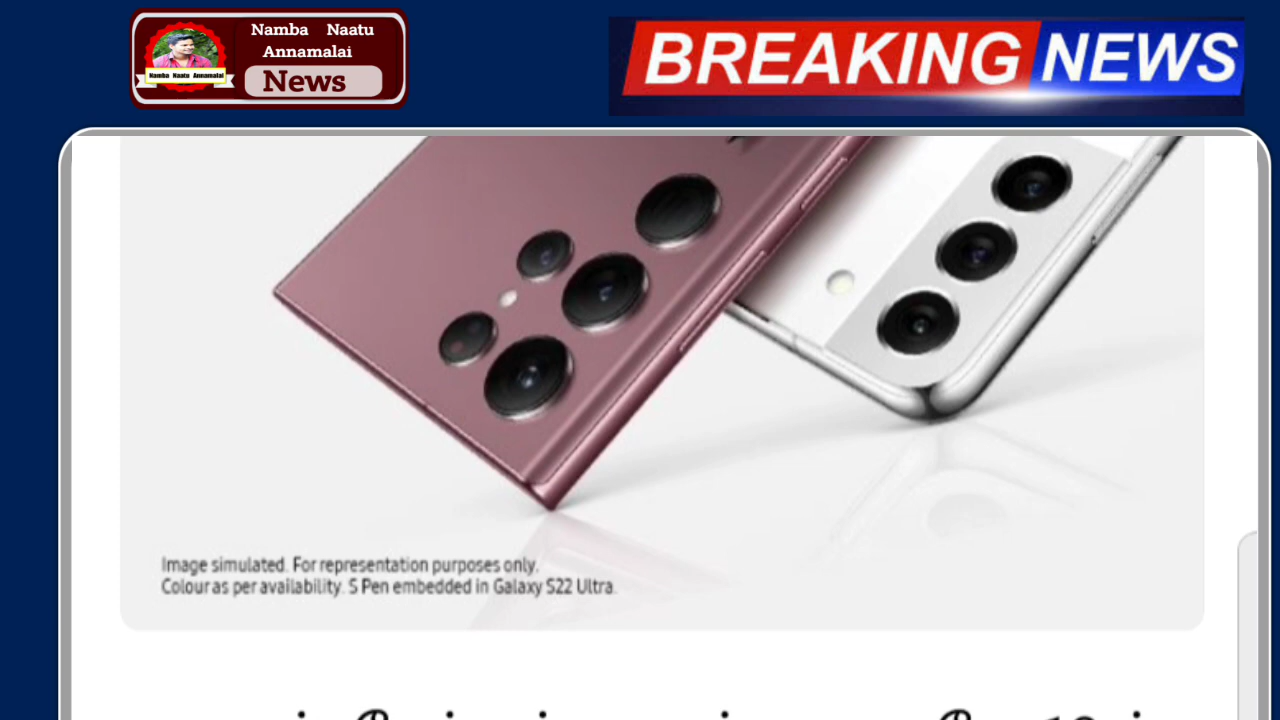 Namba Naatu
Annamalai
News
Namba Naatu Annamalai
BREAKING NEWS
Image simulated. For representation purposes only.
Colour as per availability. S Pen embedded in Galaxy S22 Ultra.